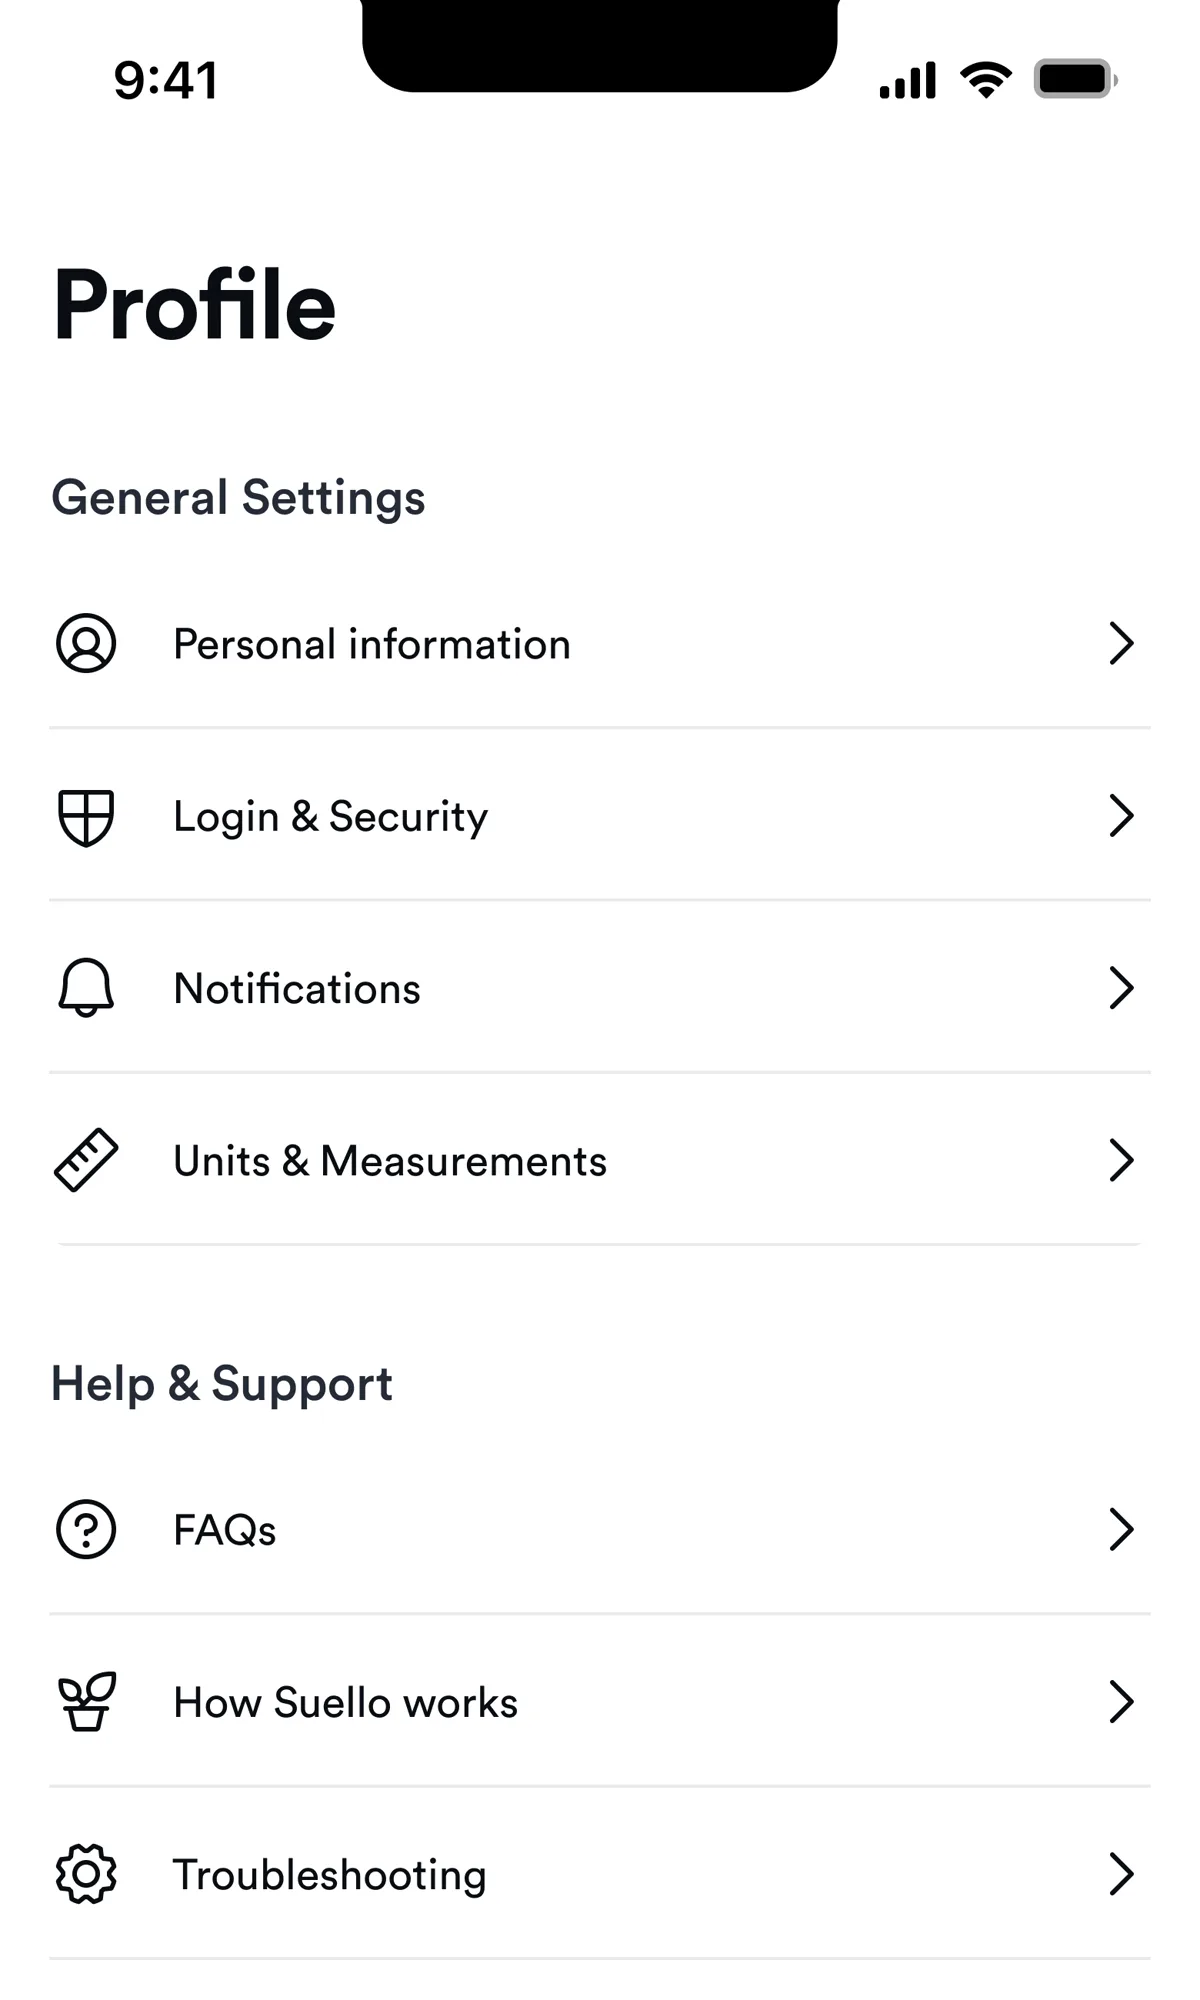 9:41
Profile
General Settings
Personal information
Login & Security
Notifications
Units & Measurements
Help & Support
FAQs
How Suello works
Troubleshooting